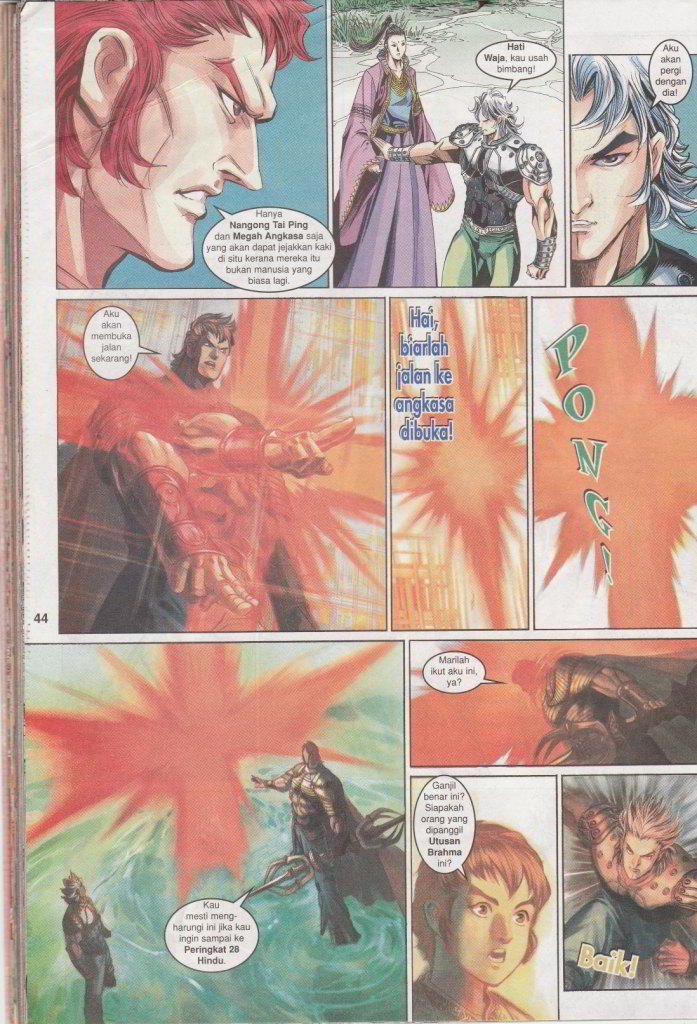 Hanya
Nangong Tai Ping
dan Megah Angkasa saja
yang akan dapat jejakkan kaki
di situ kerana mereka itu
bukan manusia yang
biasa lagi.
Hati
Waja, kau usah
bimbang!
Aku
akan
pergi
dengan
dia!
Aku
akan
membuka
jalan
sekarang!
Hai,
biarlah
jalan ke
angkasa
dibuka!
PONG!
44
Kau
mesti meng-
harungi ini jika kau
ingin sampai ke
Peringkat 28
Hindu.
Marilah
ikut aku ini,
ya?
Ganjil
benar ini?
Siapakah
orang yang
dipanggil
Utusan
Brahma
ini?
Baik!